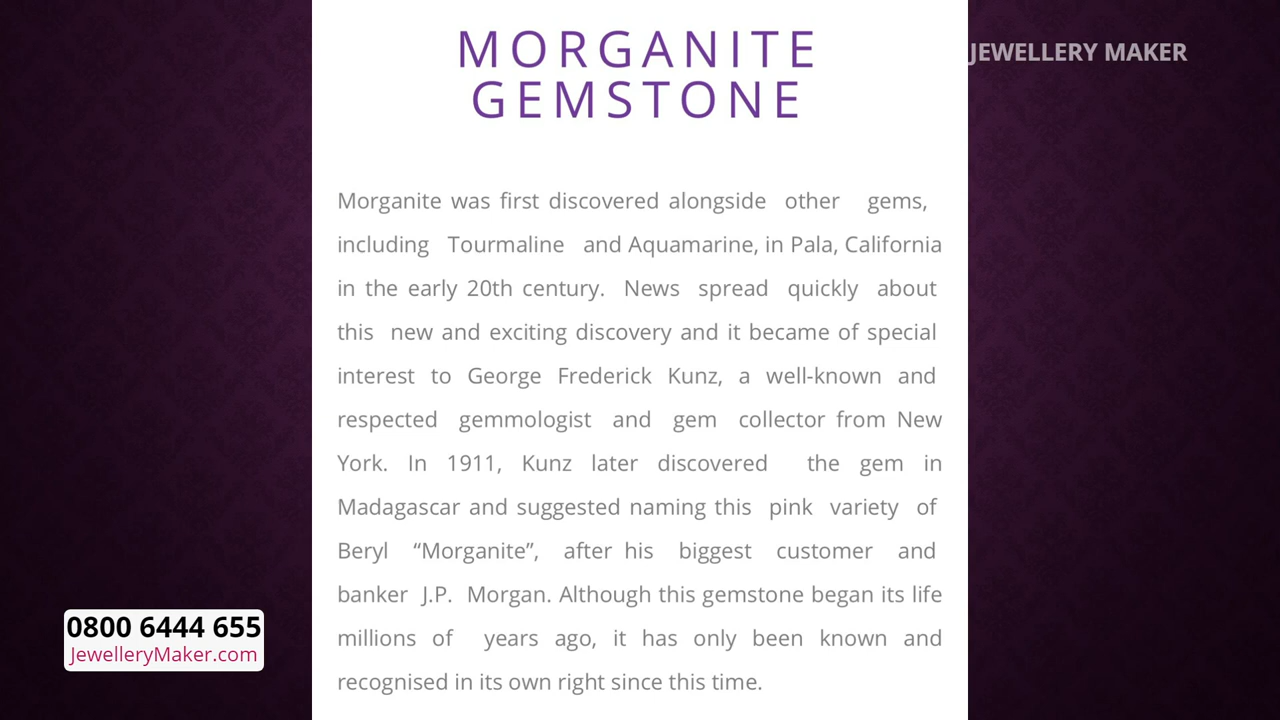 MORGANITE
GEMSTONE
JEWELLERY MAKER
Morganite was first discovered alongside other gems,
including Tourmaline and Aquamarine, in Pala, California
in the early 20th century. News spread quickly about
this new and exciting discovery and it became of special
interest to George Frederick Kunz, a well-known and
respected gemmologist and gem collector from New
York. In 1911, Kunz later discovered the gem in
Madagascar and suggested naming this pink variety of
Beryl “Morganite”, after his biggest customer and
banker J.P. Morgan. Although this gemstone began its life
millions of years ago, it has only been known and
recognised in its own right since this time.
0800 6444 655
JewelleryMaker.com